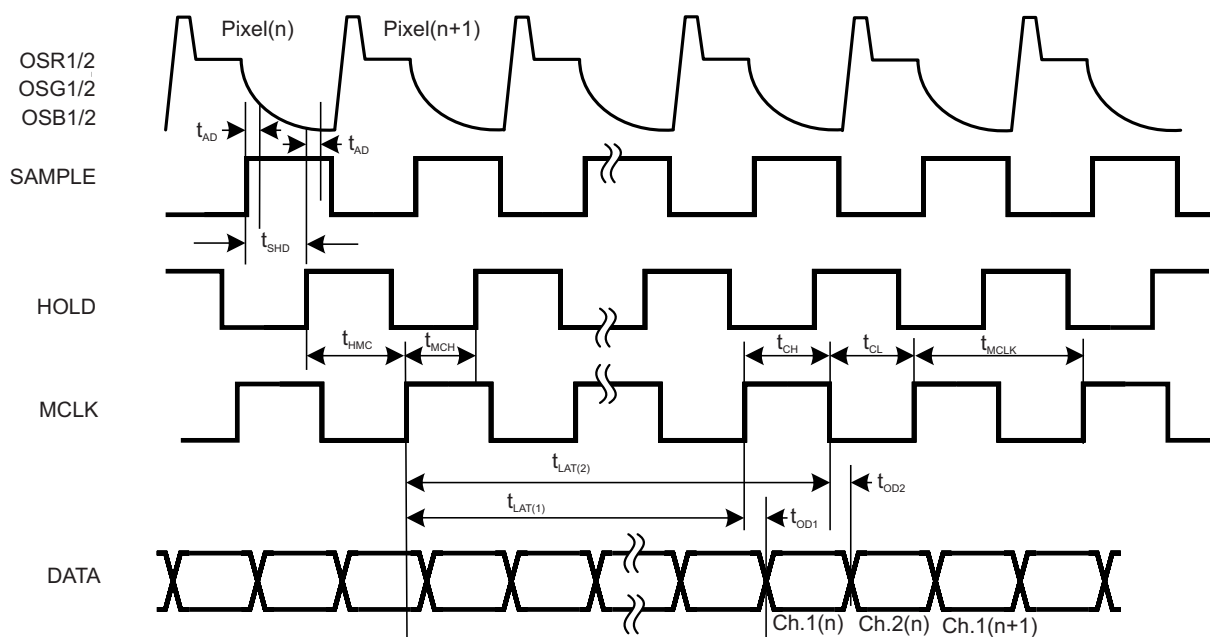 Pixel(n) Pixel(n+1)
OSR1/2
OSG1/2
OSB1/2
tAD
tAD
SAMPLE
tSHD
HOLD
tHMC tMCH tCH tCL tMCLK
MCLK
tLAT(2)
tOD2
tLAT(1)
tOD1
DATA
Ch.1(n) Ch.2(n) Ch.1(n+1)